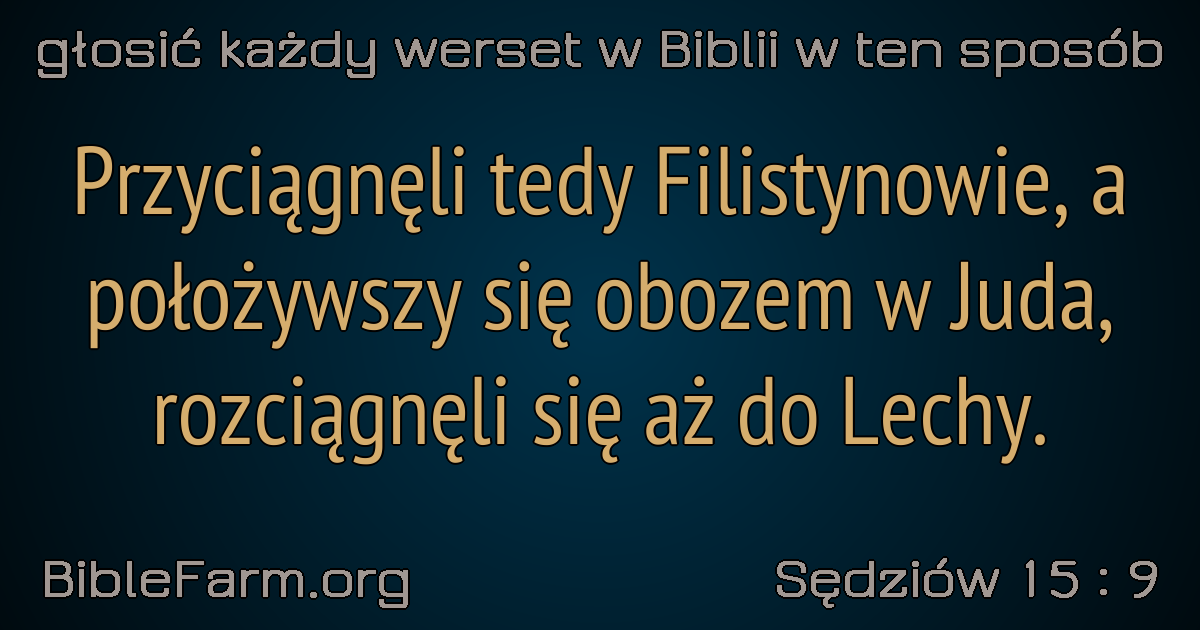 głosić każdy werset w Biblii w ten sposób
Przyciągnęli tedy Filistynowie, a
położywszy się obozem w Juda,
rozciągnęli się aż do Lechy.
BibleFarm.org
Sędziów 15 : 9